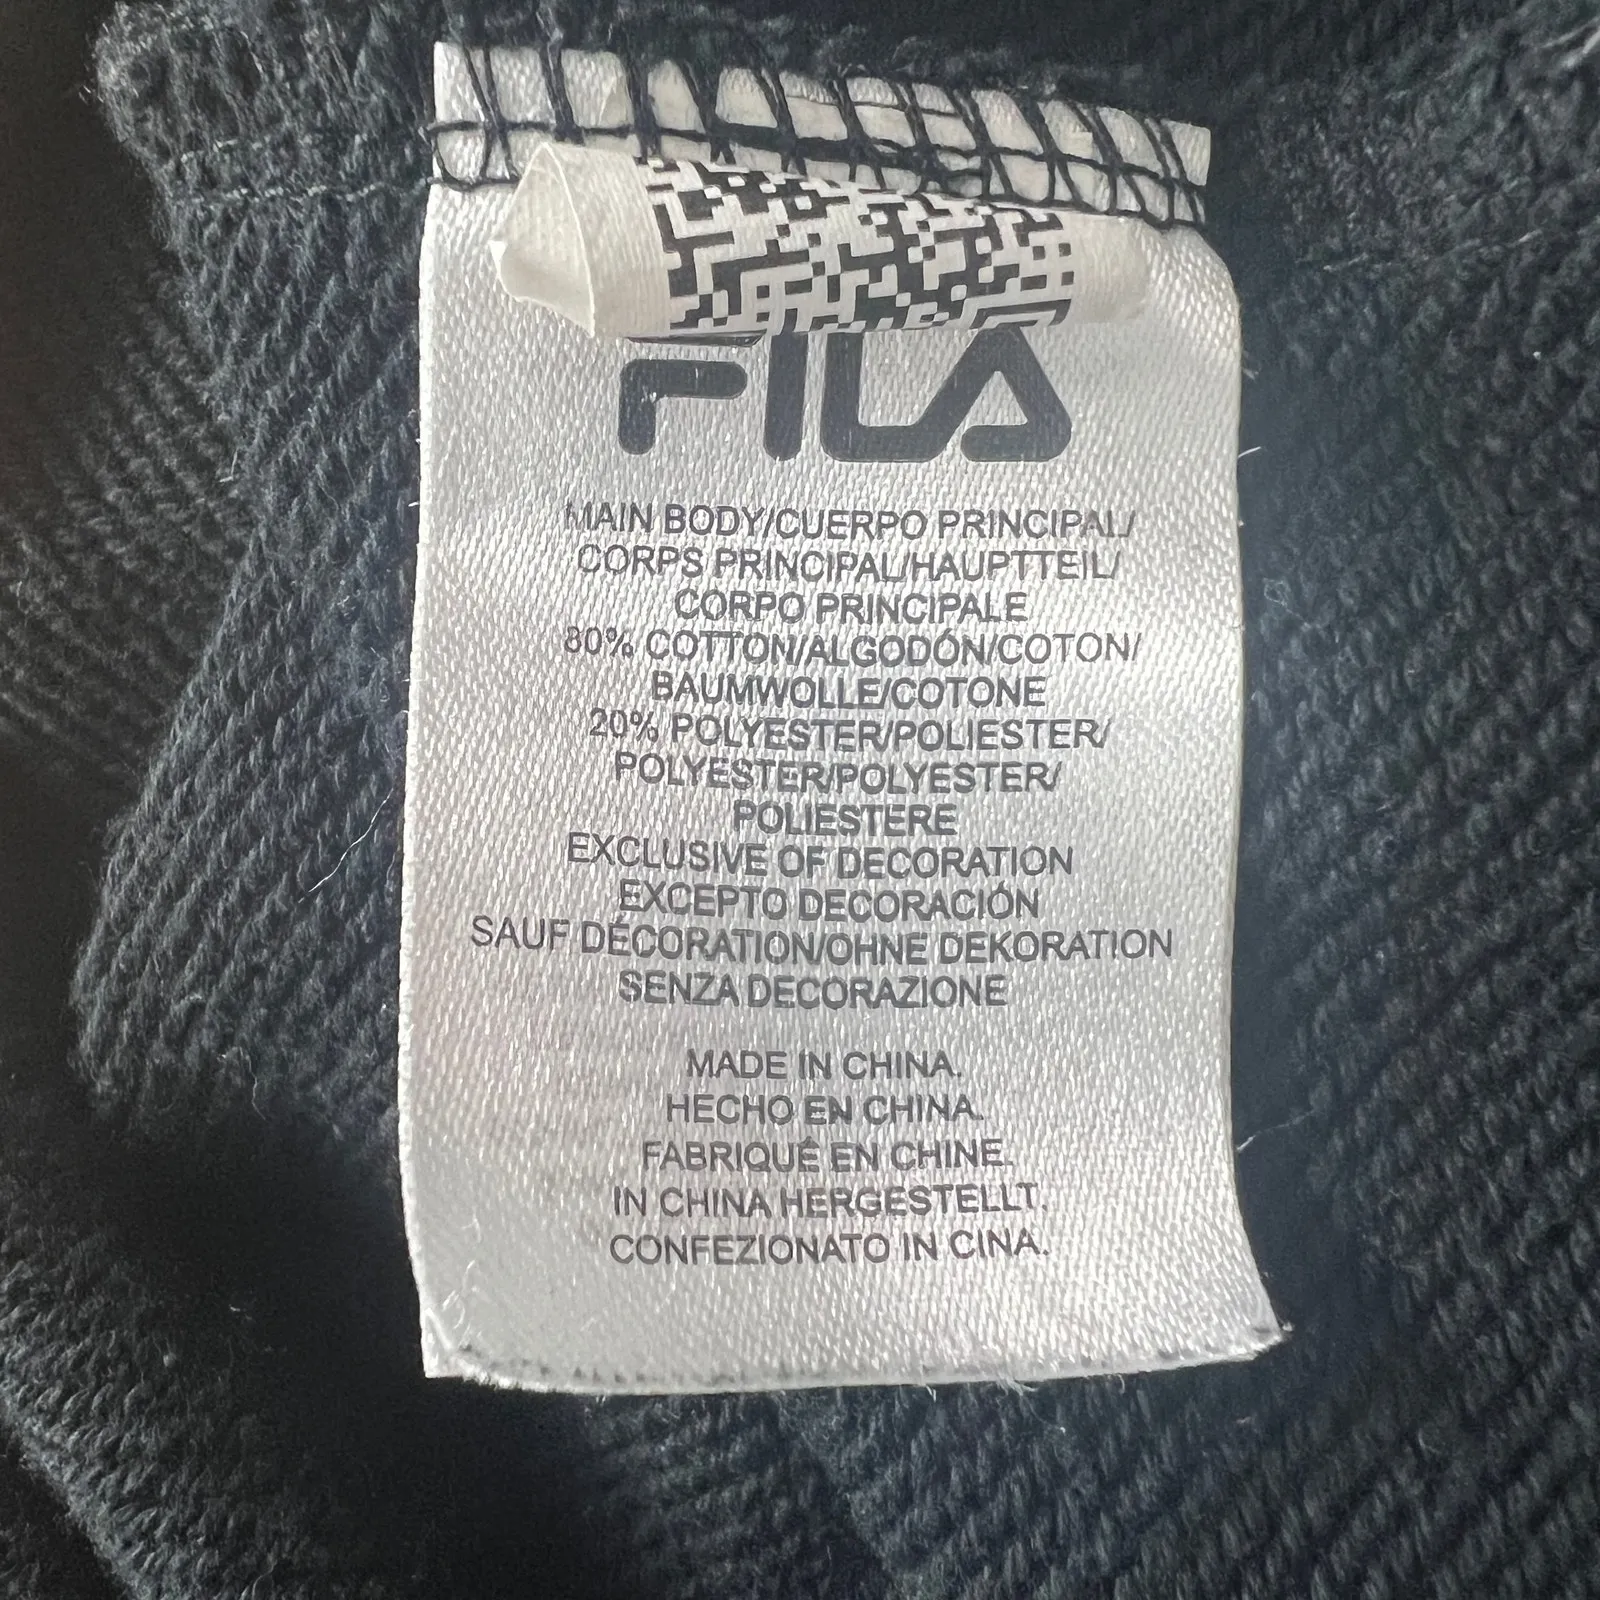 FILA
MAIN BODY/CUERPO PRINCIPAL/
CORPS PRINCIPAL/HAUPTTEIL/
CORPO PRINCIPALE
80% COTTON/ALGODÓN/COTON/
BAUMWOLLE/COTONE
20% POLYESTER/POLIESTER/
POLYESTER/POLYESTER/
POLIESTERE
EXCLUSIVE OF DECORATION
EXCEPTO DECORACIÓN
SAUF DÉCORATION/OHNE DEKORATION
SENZA DECORAZIONE
MADE IN CHINA.
HECHO EN CHINA.
FABRIQUÉ EN CHINE.
IN CHINA HERGESTELLT.
CONFEZIONATO IN CINA.